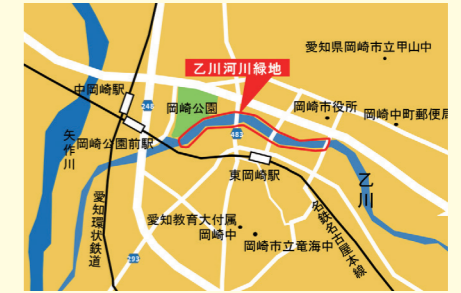 愛知県岡崎市立甲山中
乙川河川緑地
中岡崎駅
248
岡崎公園
483
岡崎市役所
岡崎中町郵便局
矢作川
岡崎公園前駅
東岡崎駅
乙川
愛知環状鉄道
愛知教育大付属
岡崎中
岡崎市立竜海中
名鉄名古屋本線
293